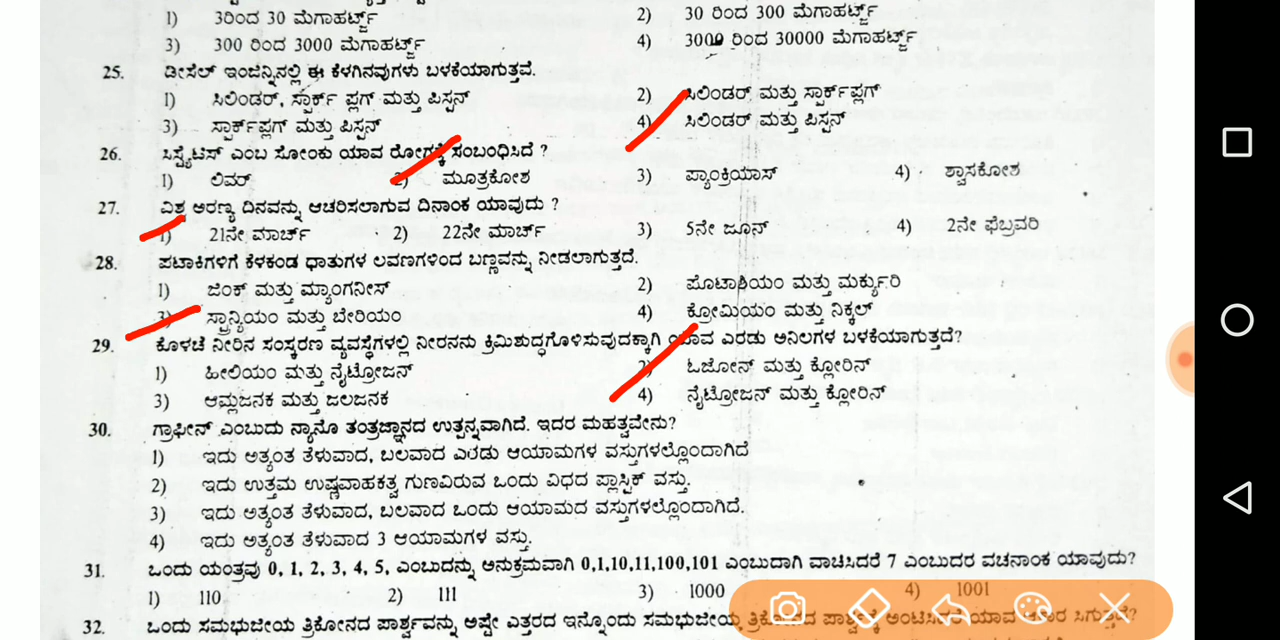 1) 3ರಿಂದ 30 ಮೆಗಾಹರ್ಟ್ಜ್ 2) 30 ರಿಂದ 300 ಮೆಗಾಹರ್ಟ್ಜ್
3) 300 ರಿಂದ 3000 ಮೆಗಾಹರ್ಟ್ಜ್ 4) 3000 ರಿಂದ 30000 ಮೆಗಾಹರ್ಟ್ಜ್
25. ಡೀಸೆಲ್ ಇಂಜಿನ್ನಿನಲ್ಲಿ ಈ ಕೆಳಗಿನವುಗಳು ಬಳಕೆಯಾಗುತ್ತವೆ.
1) ಸಿಲಿಂಡರ್, ಸ್ಪಾರ್ಕ್ ಪ್ಲಗ್ ಮತ್ತು ಪಿಸ್ಟನ್ 2) ಸಿಲಿಂಡರ್ ಮತ್ತು ಸ್ಪಾರ್ಕ್‌ಪ್ಲಗ್
3) ಸ್ಪಾರ್ಕ್‌ಪ್ಲಗ್ ಮತ್ತು ಪಿಸ್ಟನ್ 4) ಸಿಲಿಂಡರ್ ಮತ್ತು ಪಿಸ್ಟನ್
26. ಸಿಸ್ಟೈಟಿಸ್ ಎಂಬ ಸೋಂಕು ಯಾವ ರೋಗಕ್ಕೆ ಸಂಬಂಧಿಸಿದೆ ?
1) ಲಿವರ್ 2) ಮೂತ್ರಕೋಶ 3) ಪ್ಯಾಂಕ್ರಿಯಾಸ್ 4) ಶ್ವಾಸಕೋಶ
27. ವಿಶ್ವ ಅರಣ್ಯ ದಿನವನ್ನು ಆಚರಿಸಲಾಗುವ ದಿನಾಂಕ ಯಾವುದು ?
1) 21ನೇ ಮಾರ್ಚ್ 2) 22ನೇ ಮಾರ್ಚ್ 3) 5ನೇ ಜೂನ್ 4) 2ನೇ ಫೆಬ್ರವರಿ
28. ಪಟಾಕಿಗಳಿಗೆ ಕೆಳಕಂಡ ಧಾತುಗಳ ಲವಣಗಳಿಂದ ಬಣ್ಣವನ್ನು ನೀಡಲಾಗುತ್ತದೆ.
1) ಜಿಂಕ್ ಮತ್ತು ಮ್ಯಾಂಗನೀಸ್ 2) ಪೊಟಾಶಿಯಂ ಮತ್ತು ಮರ್ಕ್ಯುರಿ
3) ಸ್ಟ್ರಾನ್ಶಿಯಂ ಮತ್ತು ಬೇರಿಯಂ 4) ಕ್ರೋಮಿಯಂ ಮತ್ತು ನಿಕ್ಕಲ್
29. ಕೊಳಚೆ ನೀರಿನ ಸಂಸ್ಕರಣ ವ್ಯವಸ್ಥೆಗಳಲ್ಲಿ ನೀರನನು ಕ್ರಿಮಿಶುದ್ಧಗೊಳಿಸುವುದಕ್ಕಾಗಿ ಯಾವ ಎರಡು ಅನಿಲಗಳ ಬಳಕೆಯಾಗುತ್ತದೆ?
1) ಹೀಲಿಯಂ ಮತ್ತು ನೈಟ್ರೋಜನ್ 2) ಓಜೋನ್ ಮತ್ತು ಕ್ಲೋರಿನ್
3) ಆಮ್ಲಜನಕ ಮತ್ತು ಜಲಜನಕ 4) ನೈಟ್ರೋಜನ್ ಮತ್ತು ಕ್ಲೋರಿನ್
30. ಗ್ರಾಫೀನ್ ಎಂಬುದು ನ್ಯಾನೊ ತಂತ್ರಜ್ಞಾನದ ಉತ್ಪನ್ನವಾಗಿದೆ. ಇದರ ಮಹತ್ವವೇನು?
1) ಇದು ಅತ್ಯಂತ ತೆಳುವಾದ, ಬಲವಾದ ಎರಡು ಆಯಾಮಗಳ ವಸ್ತುಗಳಲ್ಲೊಂದಾಗಿದೆ
2) ಇದು ಉತ್ತಮ ಉಷ್ಣವಾಹಕತ್ವ ಗುಣವಿರುವ ಒಂದು ವಿಧದ ಪ್ಲಾಸ್ಟಿಕ್ ವಸ್ತು.
3) ಇದು ಅತ್ಯಂತ ತೆಳುವಾದ, ಬಲವಾದ ಒಂದು ಆಯಾಮದ ವಸ್ತುಗಳಲ್ಲೊಂದಾಗಿದೆ.
4) ಇದು ಅತ್ಯಂತ ತೆಳುವಾದ 3 ಆಯಾಮಗಳ ವಸ್ತು.
31. ಒಂದು ಯಂತ್ರವು 0, 1, 2, 3, 4, 5, ಎಂಬುದನ್ನು ಅನುಕ್ರಮವಾಗಿ 0,1,10,11,100,101 ಎಂಬುದಾಗಿ ವಾಚಿಸಿದರೆ 7 ಎಂಬುದರ ವಚನಾಂಕ ಯಾವುದು?
1) 110 2) 111 3) 1000 4) 1001
32. ಒಂದು ಸಮಭುಜೀಯ ತ್ರಿಕೋನದ ಪಾರ್ಶ್ವವನ್ನು ಅಷ್ಟೇ ಎತ್ತರದ ಇನ್ನೊಂದು ಸಮಭುಜೀಯ ತ್ರಿಕೋನದ ಪಾರ್ಶ್ವಕ್ಕೆ ಅಂಟಿಸಿದರೆ ಯಾವ